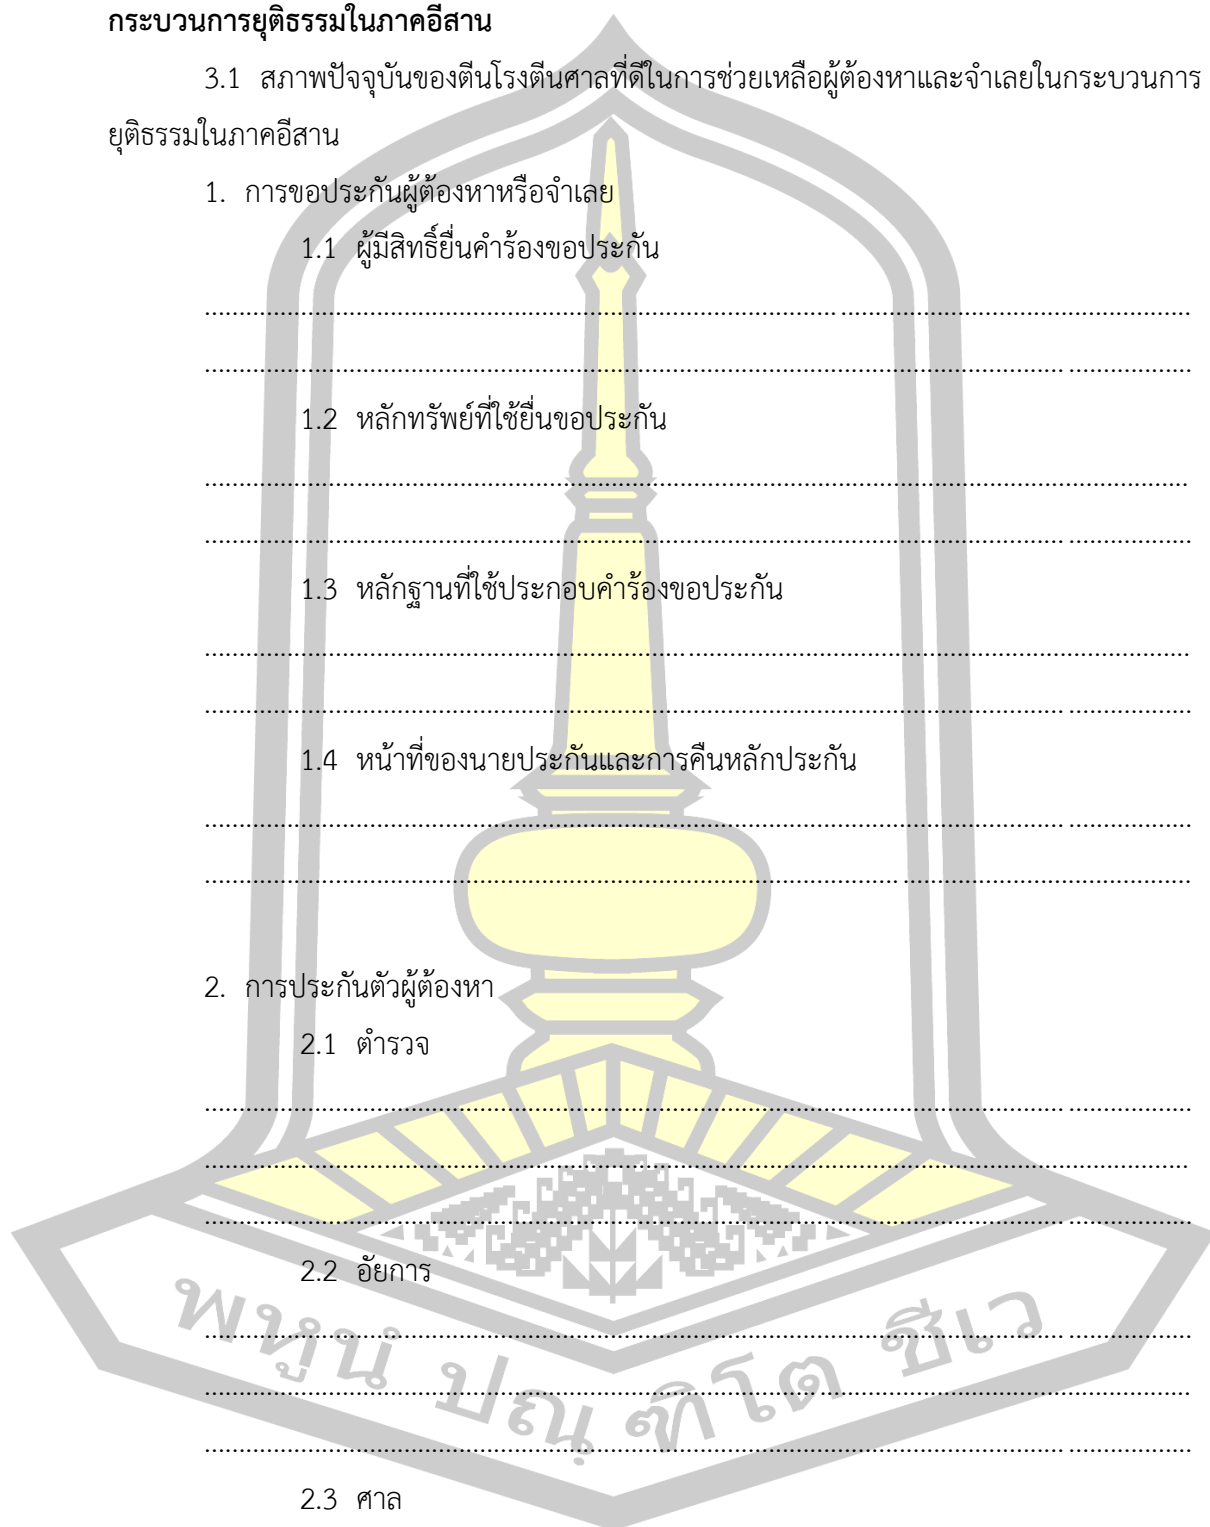 กระบวนการยุติธรรมในภาคอีสาน
3.1 สภาพปัจจุบันของตีนโรงตีนศาลที่ดีในการช่วยเหลือผู้ต้องหาและจำเลยในกระบวนการ
ยุติธรรมในภาคอีสาน
1. การขอประกันผู้ต้องหาหรือจำเลย
1.1 ผู้มีสิทธิ์ยื่นคำร้องขอประกัน
1.2 หลักทรัพย์ที่ใช้ยื่นขอประกัน
1.3 หลักฐานที่ใช้ประกอบคำร้องขอประกัน
1.4 หน้าที่ของนายประกันและการคืนหลักประกัน
2. การประกันตัวผู้ต้องหา
2.1 ตำรวจ
2.2 อัยการ
พหูนํ ปณฺฑิโต ชีเว
2.3 ศาล